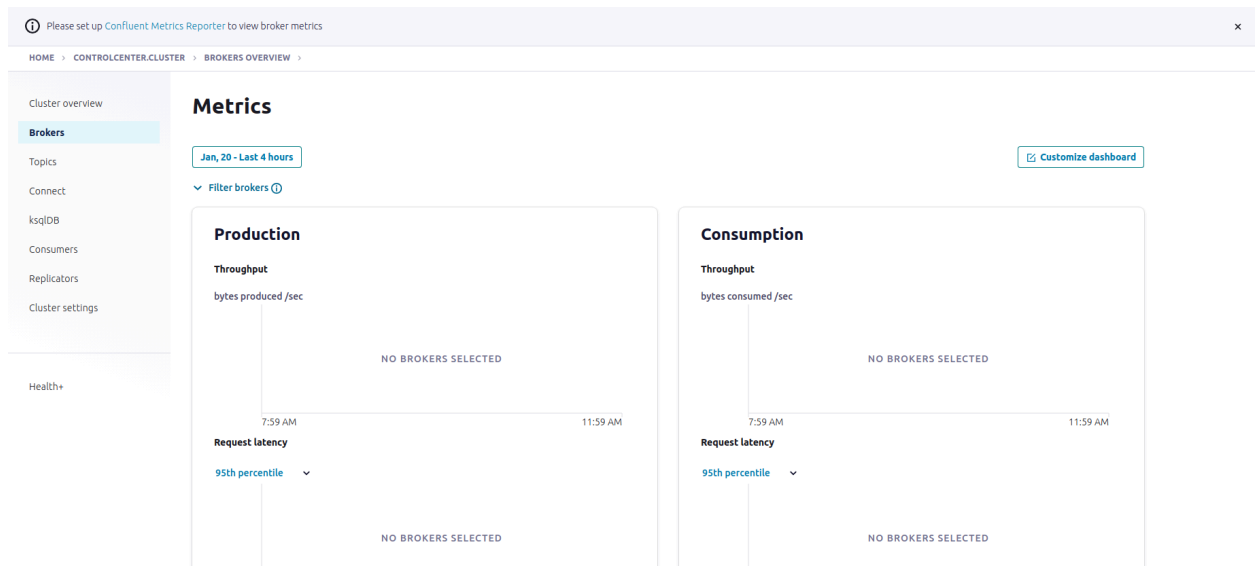 Please set up Confluent Metrics Reporter to view broker metrics
HOME > CONTROLCENTER.CLUSTER > BROKERS OVERVIEW >
Cluster overview
Brokers
Topics
Connect
ksqlDB
Consumers
Replicators
Cluster settings
Health+
Metrics
Jan, 20 - Last 4 hours
Customize dashboard
Filter brokers
Production
Throughput
bytes produced /sec
NO BROKERS SELECTED
7:59 AM 11:59 AM
Request latency
95th percentile
NO BROKERS SELECTED
Consumption
Throughput
bytes consumed /sec
NO BROKERS SELECTED
7:59 AM 11:59 AM
Request latency
95th percentile
NO BROKERS SELECTED